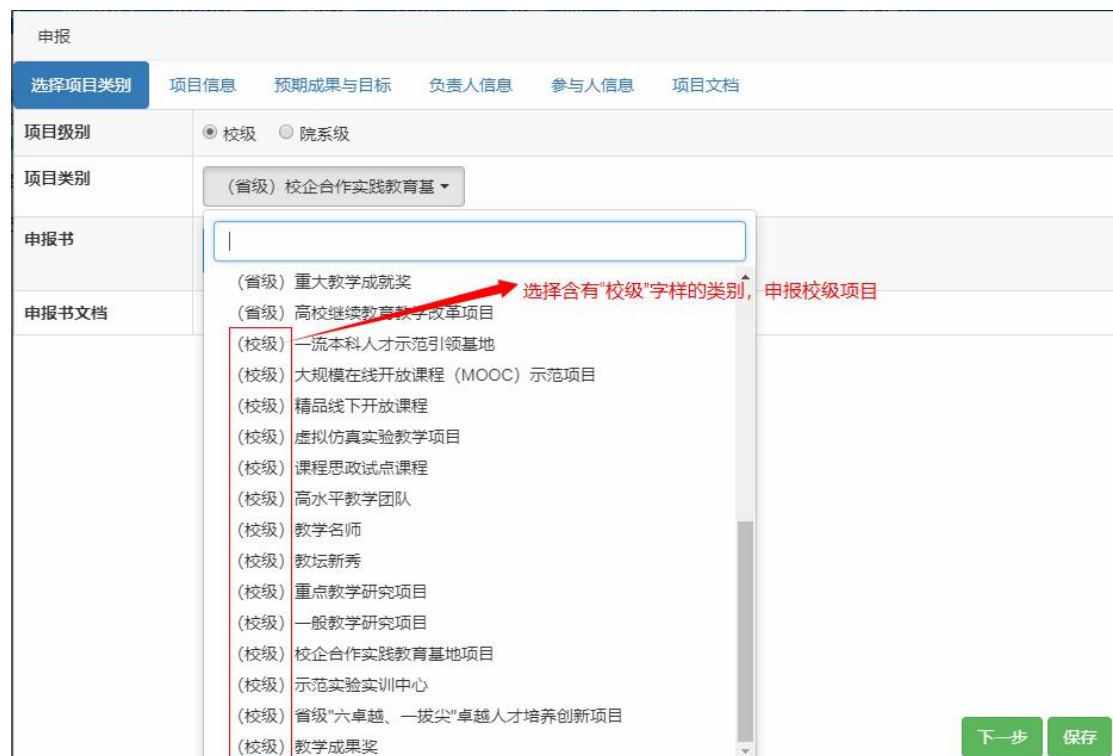 申报
选择项目类别 项目信息 预期成果与目标 负责人信息 参与人信息 项目文档
项目级别 校级 院系级
项目类别 （省级）校企合作实践教育基
申报书
申报书文档
（省级）重大教学成就奖
选择含有“校级”字样的类别，申报校级项目
（省级）高校继续教育教学改革项目
（校级）一流本科人才示范引领基地
（校级）大规模在线开放课程（MOOC）示范项目
（校级）精品线下开放课程
（校级）虚拟仿真实验教学项目
（校级）课程思政试点课程
（校级）高水平教学团队
（校级）教学名师
（校级）教坛新秀
（校级）重点教学研究项目
（校级）一般教学研究项目
（校级）校企合作实践教育基地项目
（校级）示范实验实训中心
（校级）省级"六卓越、一拔尖"卓越人才培养创新项目
（校级）教学成果奖
下一步 保存